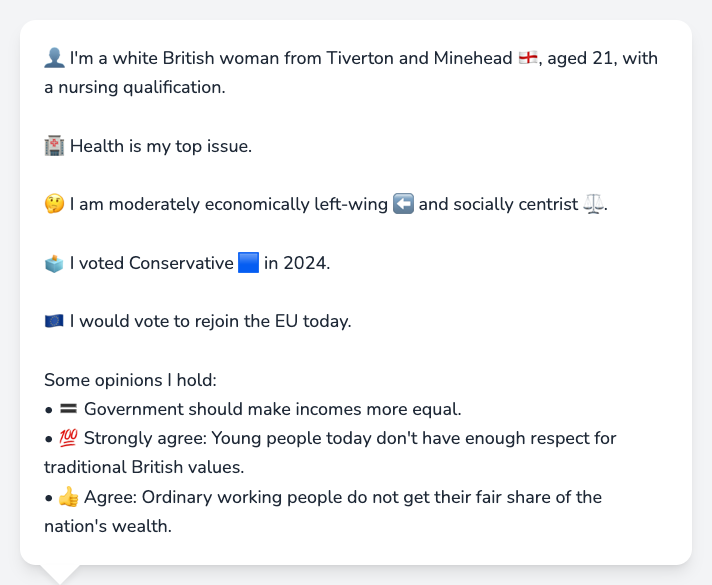 👤 I'm a white British woman from Tiverton and Minehead 🏴󠁧󠁢󠁥󠁮󠁧󠁿, aged 21, with
a nursing qualification.
🏥 Health is my top issue.
🤔 I am moderately economically left-wing ⬅️ and socially centrist ⚖️.
🗳️ I voted Conservative 🟦 in 2024.
🇪🇺 I would vote to rejoin the EU today.
Some opinions I hold:
• 🟰 Government should make incomes more equal.
• 💯 Strongly agree: Young people today don't have enough respect for
traditional British values.
• 👍 Agree: Ordinary working people do not get their fair share of the
nation's wealth.